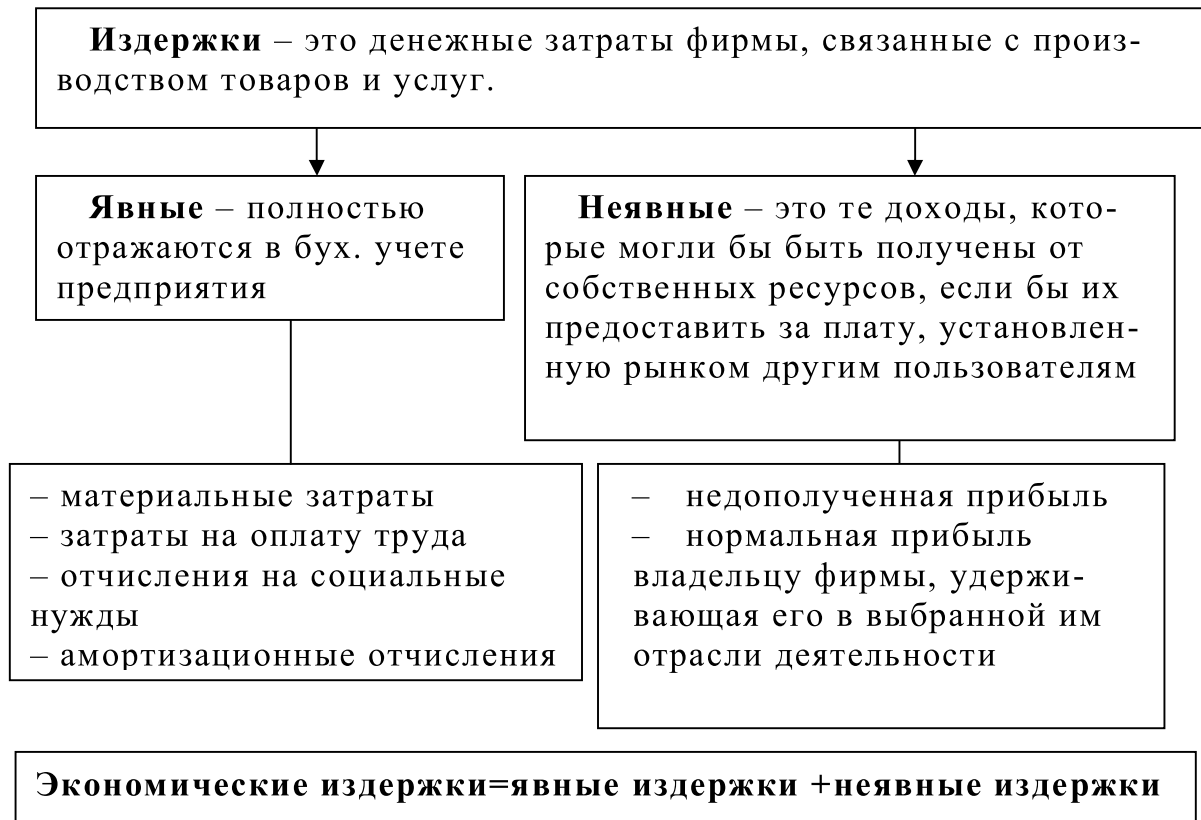 Издержки – это денежные затраты фирмы, связанные с произ-
водством товаров и услуг.
Явные – полностью
отражаются в бух. учете
предприятия
Неявные – это те доходы, кото-
рые могли бы быть получены от
собственных ресурсов, если бы их
предоставить за плату, установлен-
ную рынком другим пользователям
– материальные затраты
– затраты на оплату труда
– отчисления на социальные
нужды
– амортизационные отчисления
– недополученная прибыль
– нормальная прибыль
владельцу фирмы, удержи-
вающая его в выбранной им
отрасли деятельности
Экономические издержки=явные издержки +неявные издержки